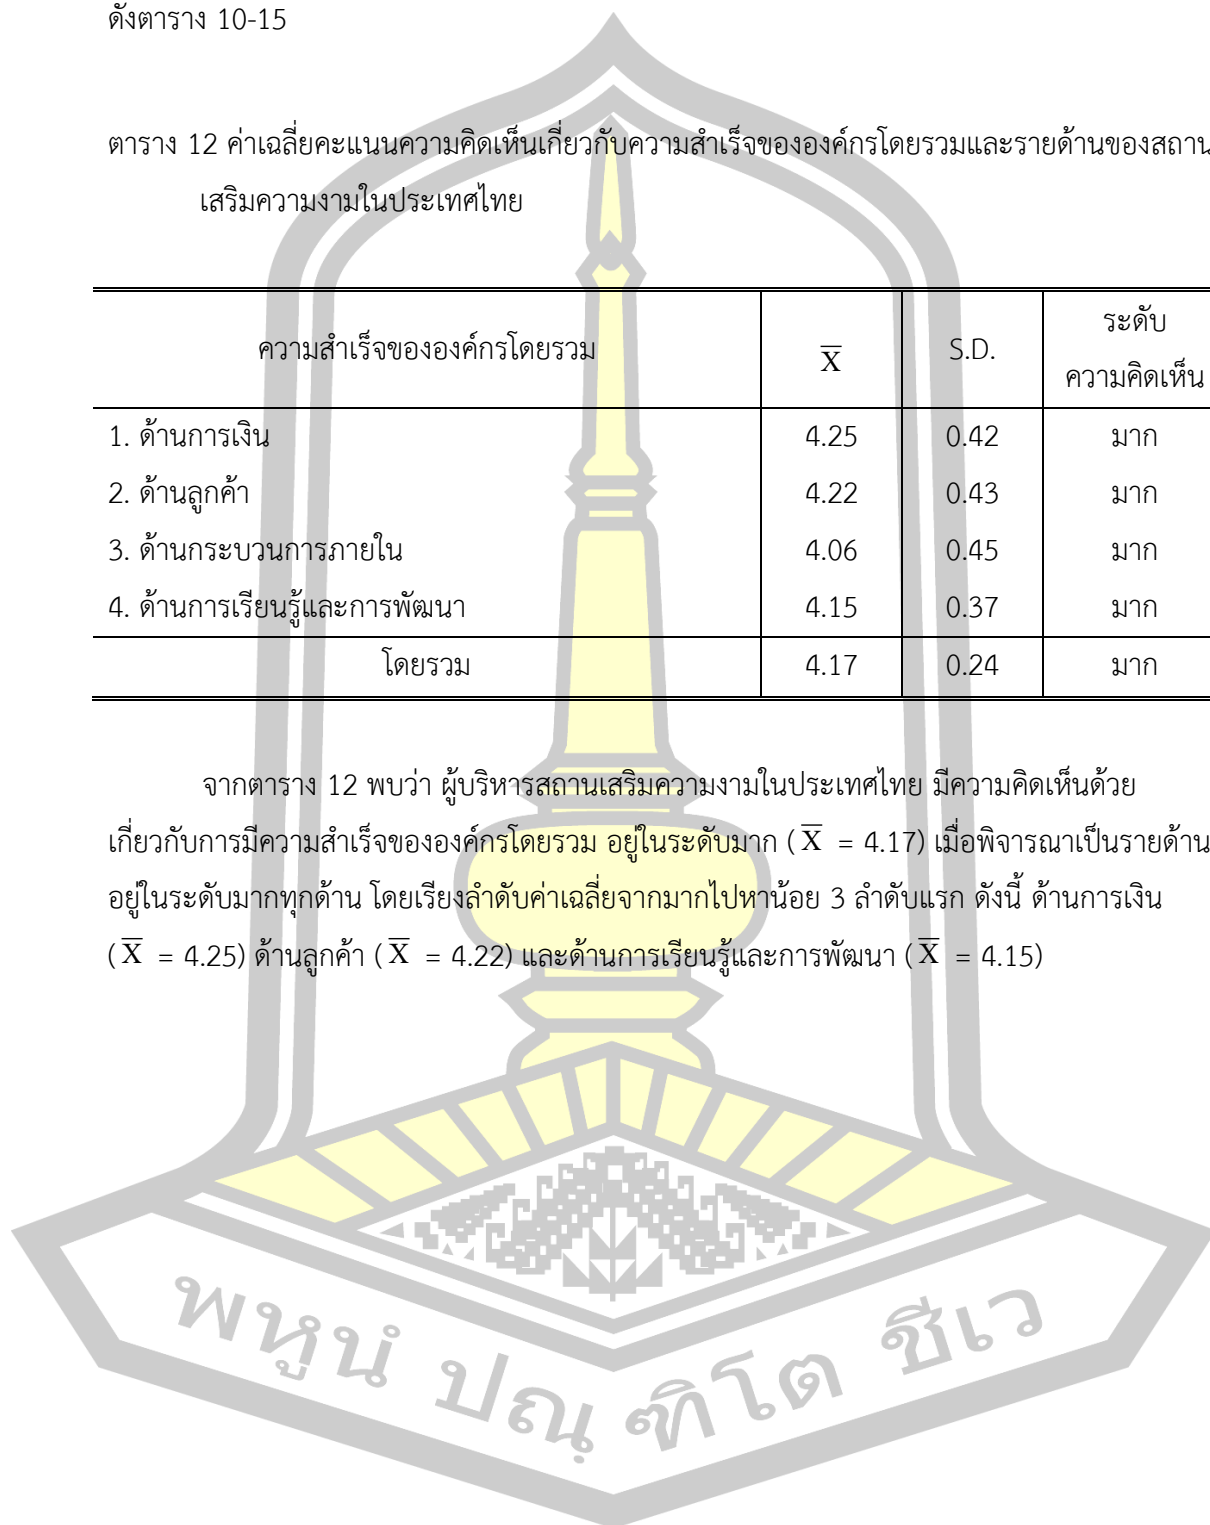 ดังตาราง 10-15
ตาราง 12 ค่าเฉลี่ยคะแนนความคิดเห็นเกี่ยวกับความสำเร็จขององค์กรโดยรวมและรายด้านของสถาน
เสริมความงามในประเทศไทย
ความสำเร็จขององค์กรโดยรวม X̅ S.D. ระดับ
ความคิดเห็น
1. ด้านการเงิน 4.25 0.42 มาก
2. ด้านลูกค้า 4.22 0.43 มาก
3. ด้านกระบวนการภายใน 4.06 0.45 มาก
4. ด้านการเรียนรู้และการพัฒนา 4.15 0.37 มาก
โดยรวม 4.17 0.24 มาก
จากตาราง 12 พบว่า ผู้บริหารสถานเสริมความงามในประเทศไทย มีความคิดเห็นด้วย
เกี่ยวกับการมีความสำเร็จขององค์กรโดยรวม อยู่ในระดับมาก ( X̅ = 4.17) เมื่อพิจารณาเป็นรายด้าน
อยู่ในระดับมากทุกด้าน โดยเรียงลำดับค่าเฉลี่ยจากมากไปหาน้อย 3 ลำดับแรก ดังนี้ ด้านการเงิน
( X̅ = 4.25) ด้านลูกค้า ( X̅ = 4.22) และด้านการเรียนรู้และการพัฒนา ( X̅ = 4.15)
พหูนํ ปณฺฑิโต ชีเว